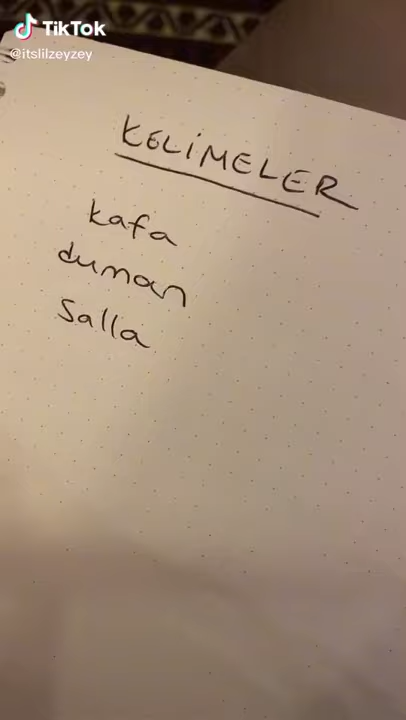 TikTok
@itslilzeyzey
KELİMELER
kafa
duman
Salla